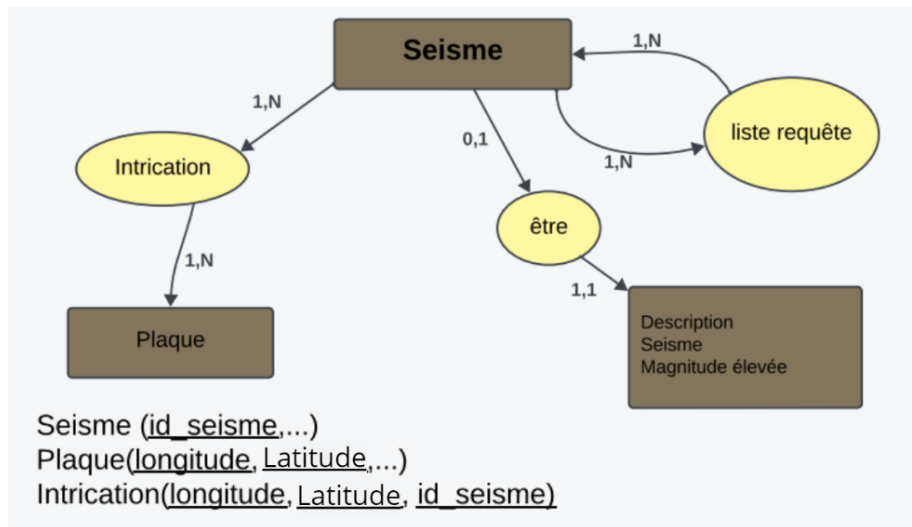 Seisme
1,N
1,N
liste requête
0,1
1,N
Intrication
être
1,N
1,1
Plaque
Description
Seisme
Magnitude élevée
Seisme (id_seisme,...)
Plaque(longitude, Latitude,...)
Intrication(longitude, Latitude, id_seisme)